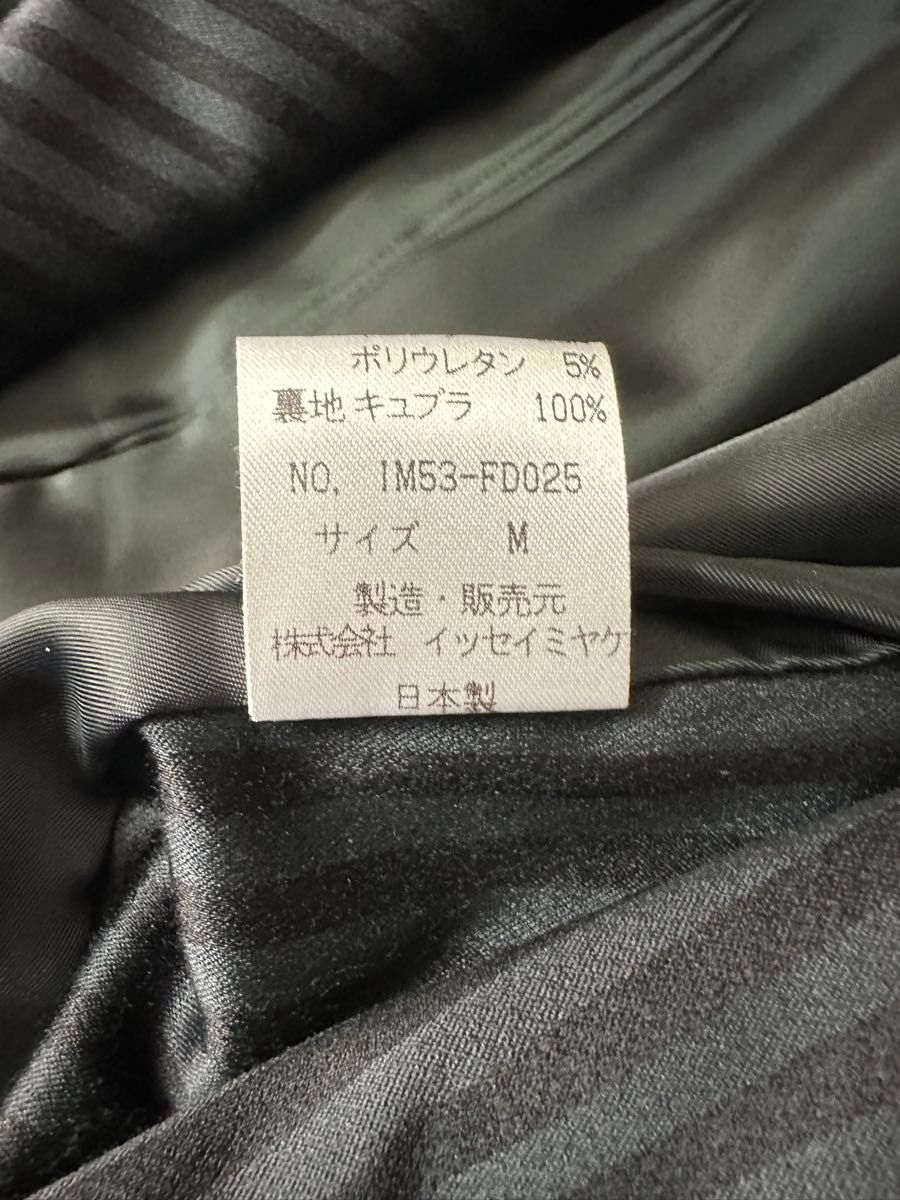 ポリウレタン 5%
裏地 キュプラ 100%
NO. IM53-FD025
サイズ M
製造・販売元
株式会社 イッセイミヤケ
日本製